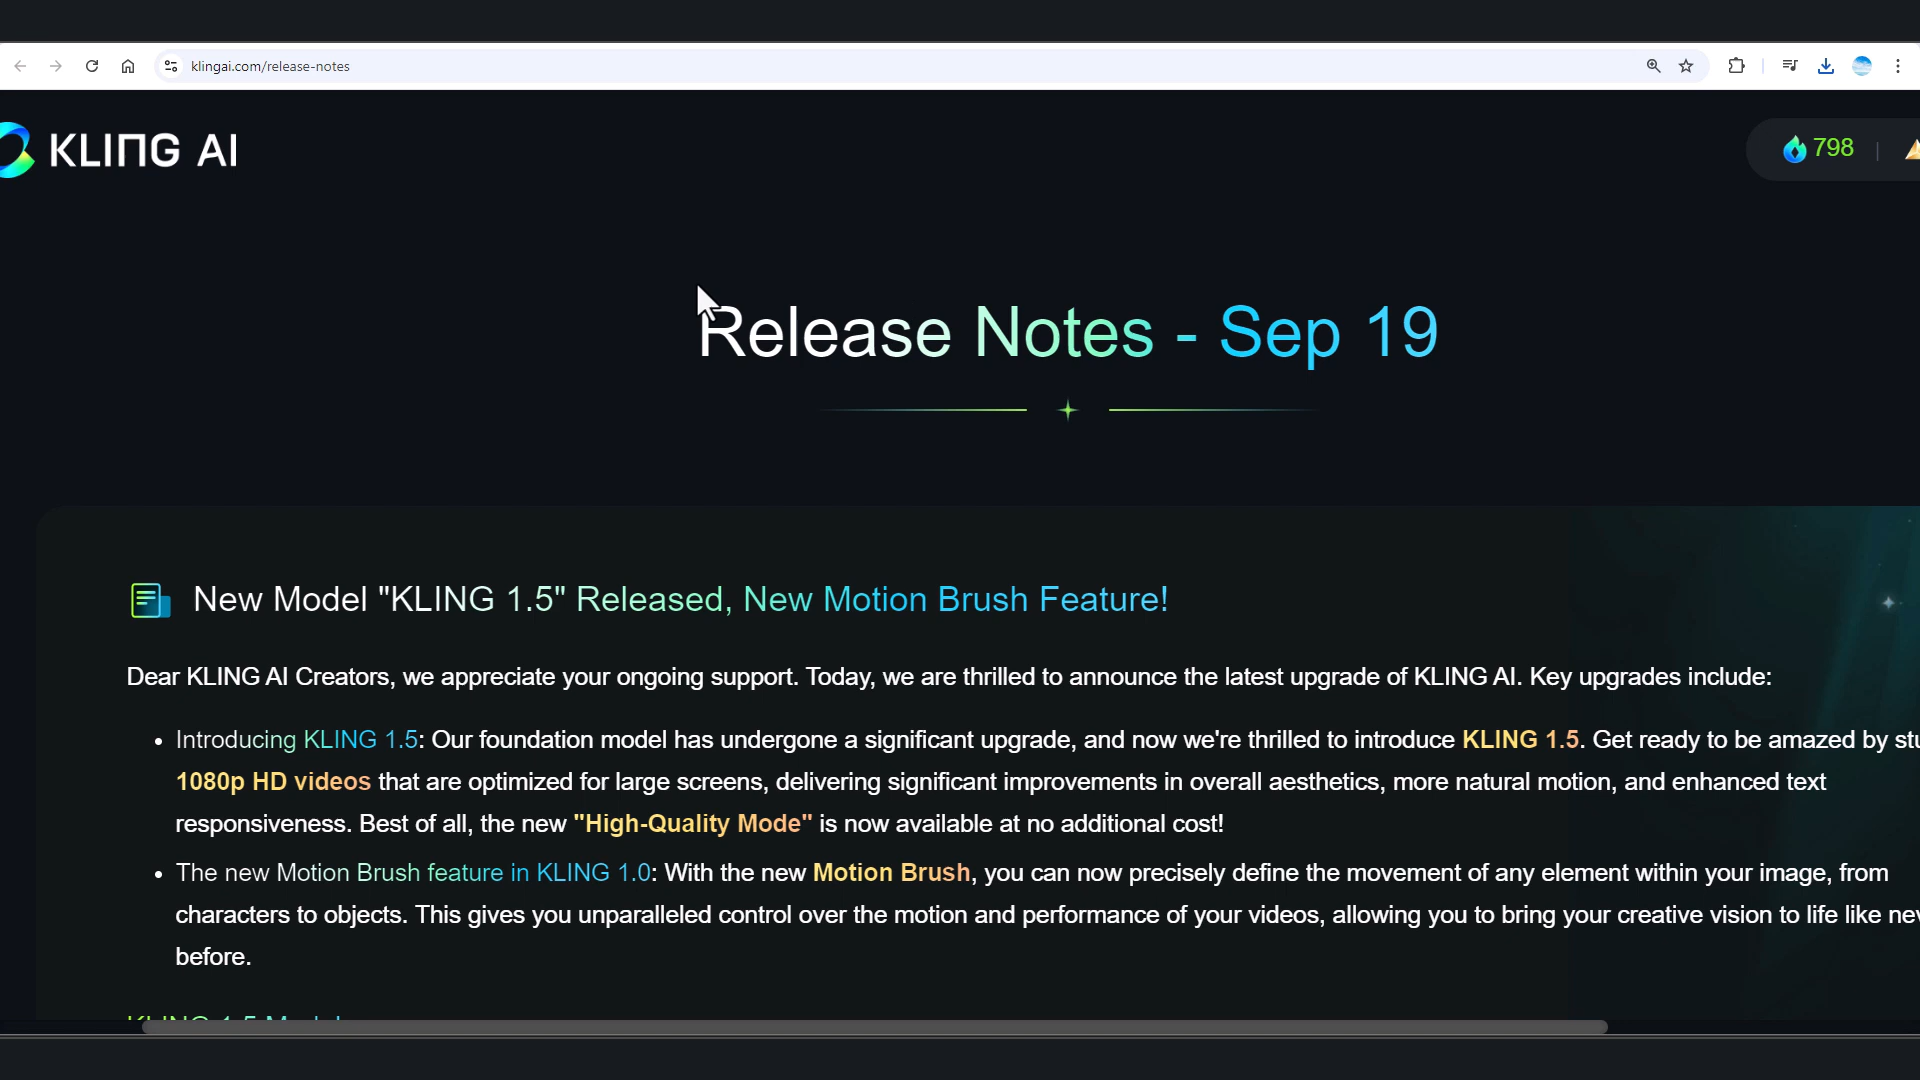 klingai.com/release-notes
KLING AI
798
Release Notes - Sep 19
New Model "KLING 1.5" Released, New Motion Brush Feature!
Dear KLING AI Creators, we appreciate your ongoing support. Today, we are thrilled to announce the latest upgrade of KLING AI. Key upgrades include:
• Introducing KLING 1.5: Our foundation model has undergone a significant upgrade, and now we're thrilled to introduce KLING 1.5. Get ready to be amazed by
1080p HD videos that are optimized for large screens, delivering significant improvements in overall aesthetics, more natural motion, and enhanced text
responsiveness. Best of all, the new "High-Quality Mode" is now available at no additional cost!
• The new Motion Brush feature in KLING 1.0: With the new Motion Brush, you can now precisely define the movement of any element within your image, from
characters to objects. This gives you unparalleled control over the motion and performance of your videos, allowing you to bring your creative vision to life like
before.